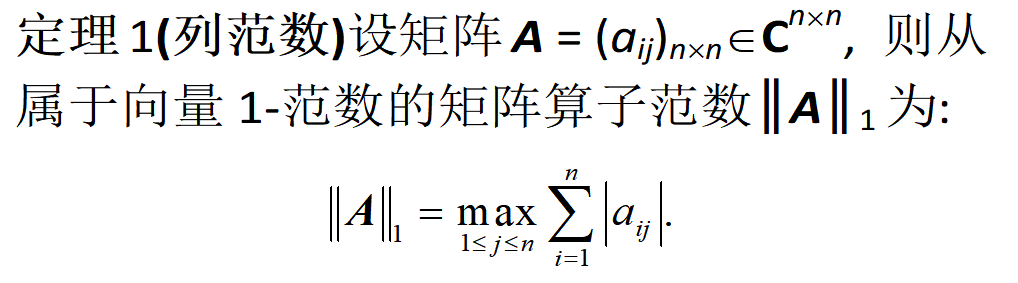 定理1(列范数)设矩阵A = (aij)n×n∈Cn×n, 则从
属于向量 1-范数的矩阵算子范数‖A‖1为:
‖A‖1 = max1≤j≤n ∑i=1n |aij|.